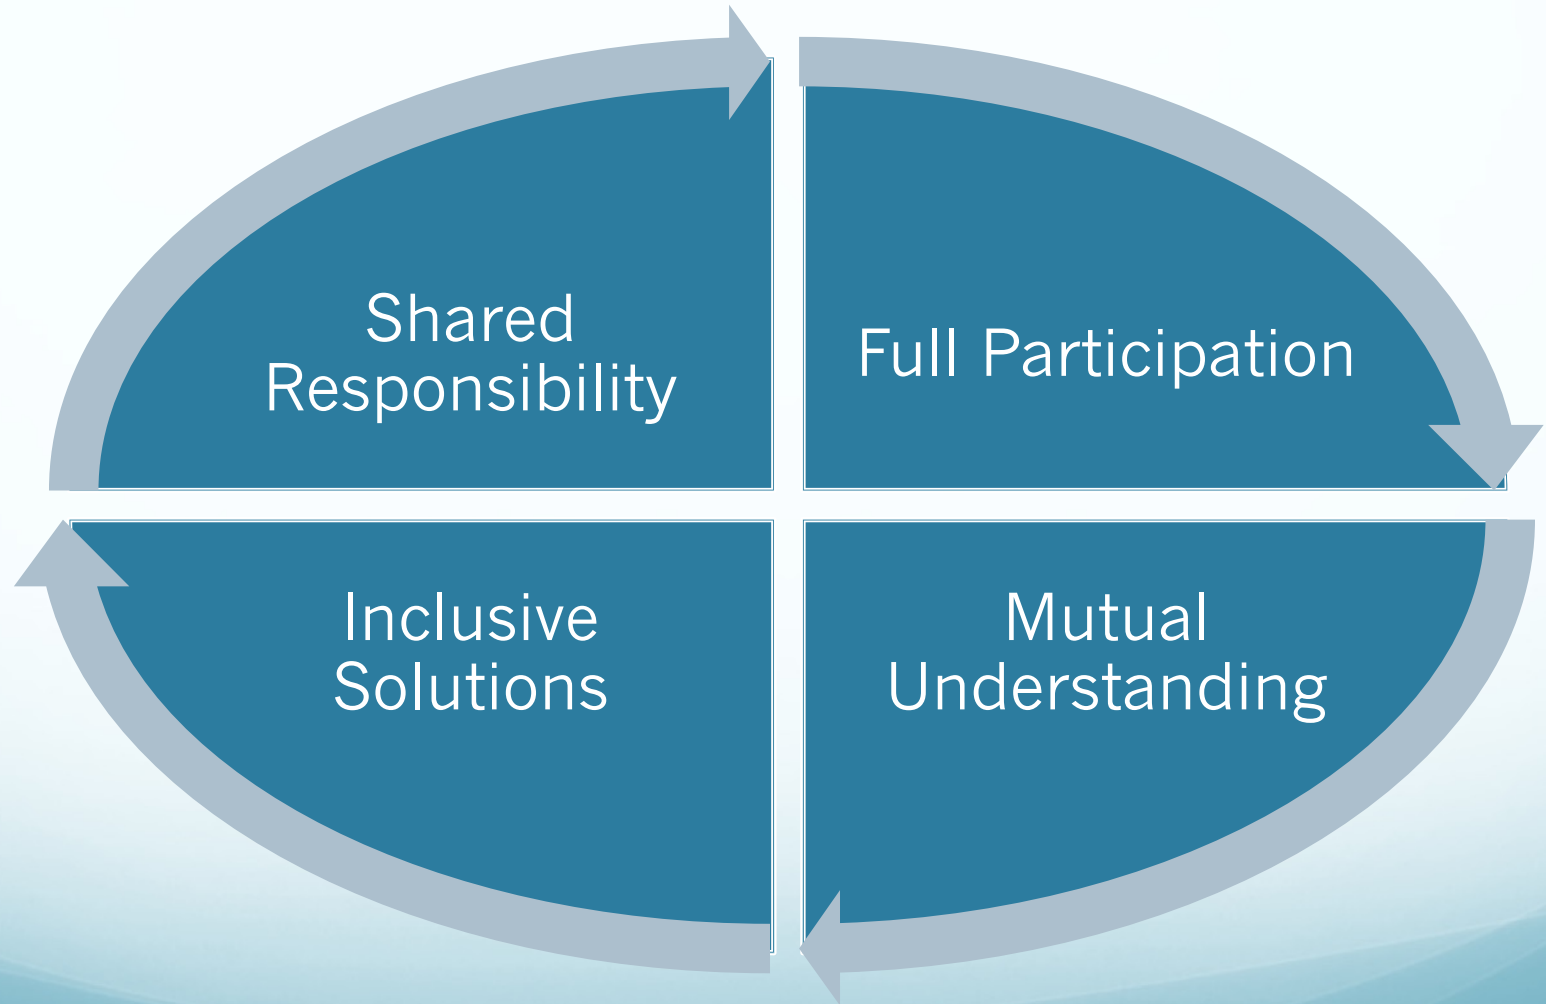 Shared
Responsibility
Full Participation
Inclusive
Solutions
Mutual
Understanding